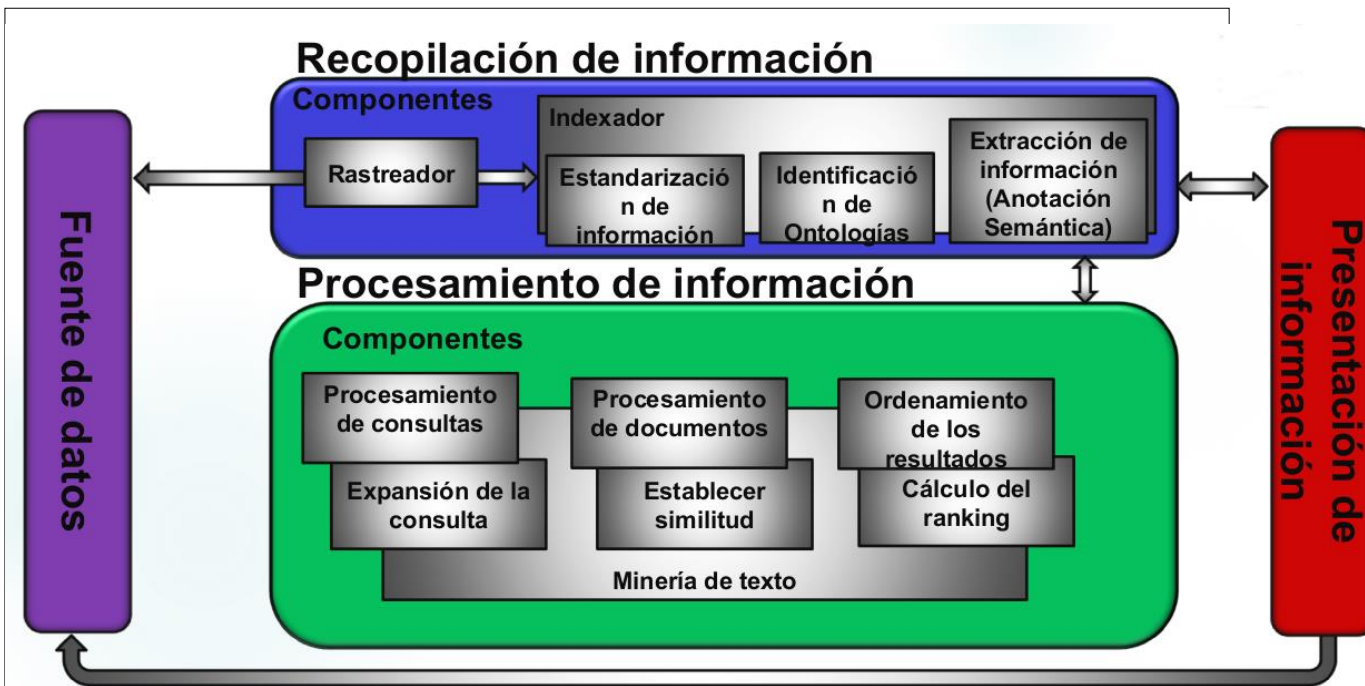 Recopilación de información
Componentes
Indexador
Rastreador
Estandarizació
n de
información
Identificació
n de
Ontologías
Extracción de
información
(Anotación
Semántica)
Fuente de datos
Presentación de
información
Procesamiento de información
Componentes
Procesamiento
de consultas
Expansión de la
consulta
Procesamiento
de documentos
Establecer
similitud
Ordenamiento
de los
resultados
Cálculo del
ranking
Minería de texto